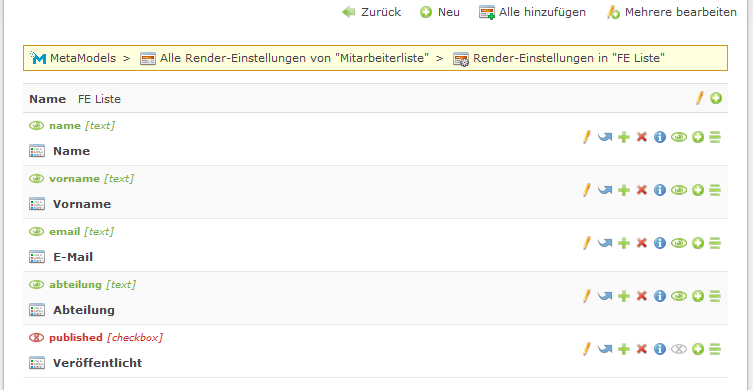 Zurück Neu Alle hinzufügen Mehrere bearbeiten
MetaModels > Alle Render-Einstellungen von "Mitarbeiterliste" > Render-Einstellungen in "FE Liste"
Name FE Liste
name [text]
Name
vorname [text]
Vorname
email [text]
E-Mail
abteilung [text]
Abteilung
published [checkbox]
Veröffentlicht